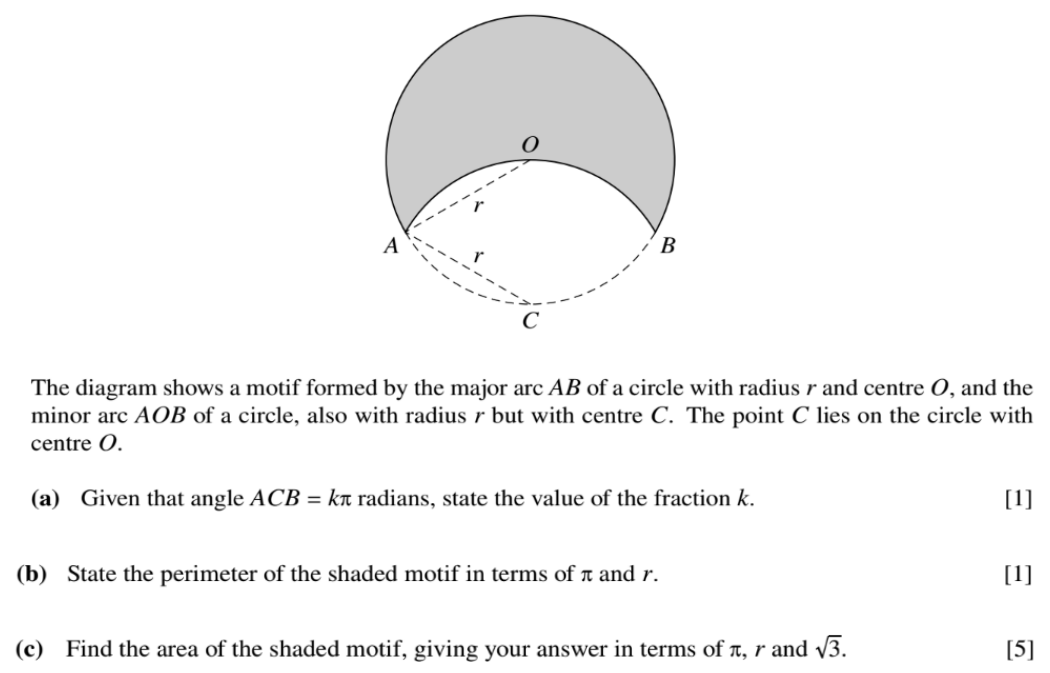 O
r
A
B
r
C
The diagram shows a motif formed by the major arc AB of a circle with radius r and centre O, and the
minor arc AOB of a circle, also with radius r but with centre C. The point C lies on the circle with
centre O.
(a) Given that angle ACB = kπ radians, state the value of the fraction k. [1]
(b) State the perimeter of the shaded motif in terms of π and r. [1]
(c) Find the area of the shaded motif, giving your answer in terms of π, r and √3. [5]